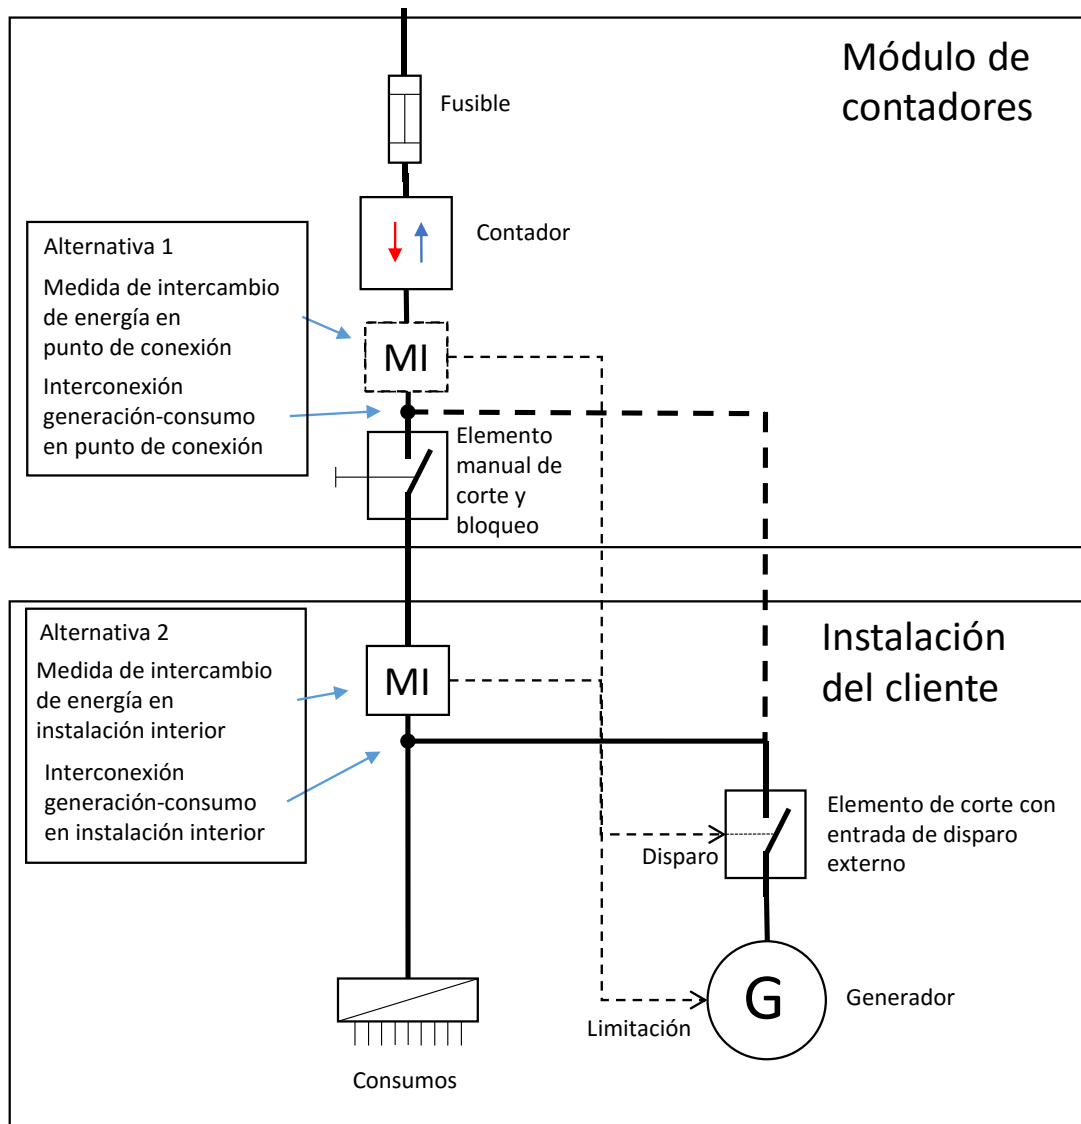 Módulo de
contadores
Fusible
Contador
Alternativa 1
Medida de intercambio
de energía en
punto de conexión
Interconexión
generación-consumo
en punto de conexión
MI
Elemento
manual de
corte y
bloqueo
Instalación
del cliente
Alternativa 2
Medida de intercambio
de energía en
instalación interior
Interconexión
generación-consumo
en instalación interior
MI
Elemento de corte con
entrada de disparo
externo
Disparo
G
Generador
Limitación
Consumos